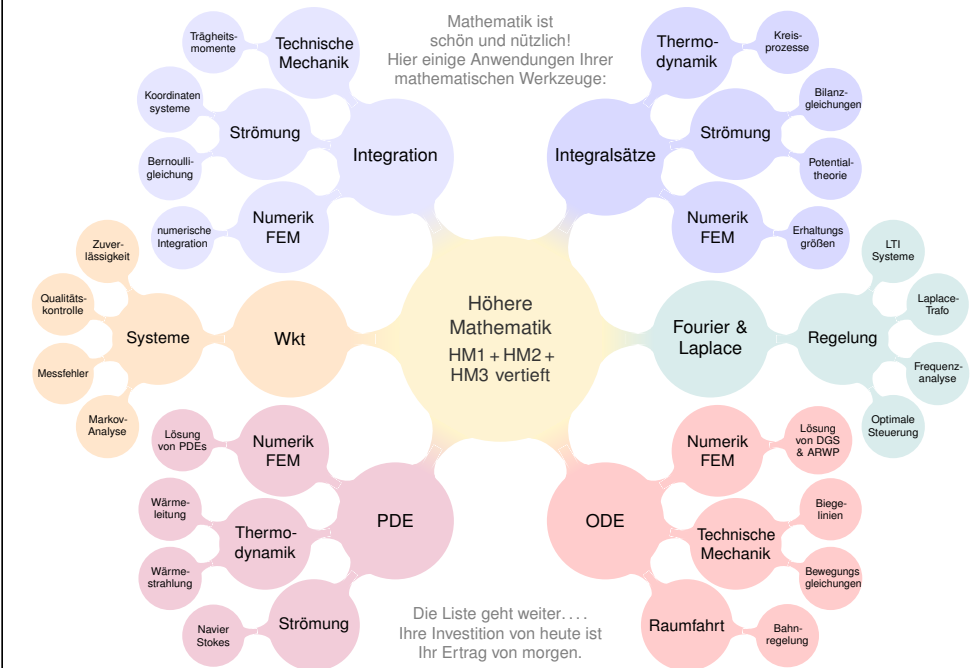 Mathematik ist
schön und nützlich!
Hier einige Anwendungen Ihrer
mathematischen Werkzeuge:
Höhere
Mathematik
HM1 + HM2 +
HM3 vertieft
Integration
Technische
Mechanik
Trägheits-
momente
Strömung
Koordinaten
systeme
Bernoulli-
gleichung
Numerik
FEM
numerische
Integration
Integralsätze
Thermo-
dynamik
Kreis-
prozesse
Strömung
Bilanz-
gleichungen
Potential-
theorie
Numerik
FEM
Erhaltungs
größen
Wkt
Systeme
Zuver-
lässigkeit
Qualitäts-
kontrolle
Messfehler
Markov-
Analyse
Fourier &
Laplace
Regelung
LTI
Systeme
Laplace-
Trafo
Frequenz-
analyse
Optimale
Steuerung
PDE
Numerik
FEM
Lösung
von PDEs
Thermo-
dynamik
Wärme-
leitung
Wärme-
strahlung
Strömung
Navier
Stokes
ODE
Numerik
FEM
Lösung
von DGS
& ARWP
Technische
Mechanik
Biege-
linien
Bewegungs
gleichungen
Raumfahrt
Bahn-
regelung
Die Liste geht weiter. . . .
Ihre Investition von heute ist
Ihr Ertrag von morgen.